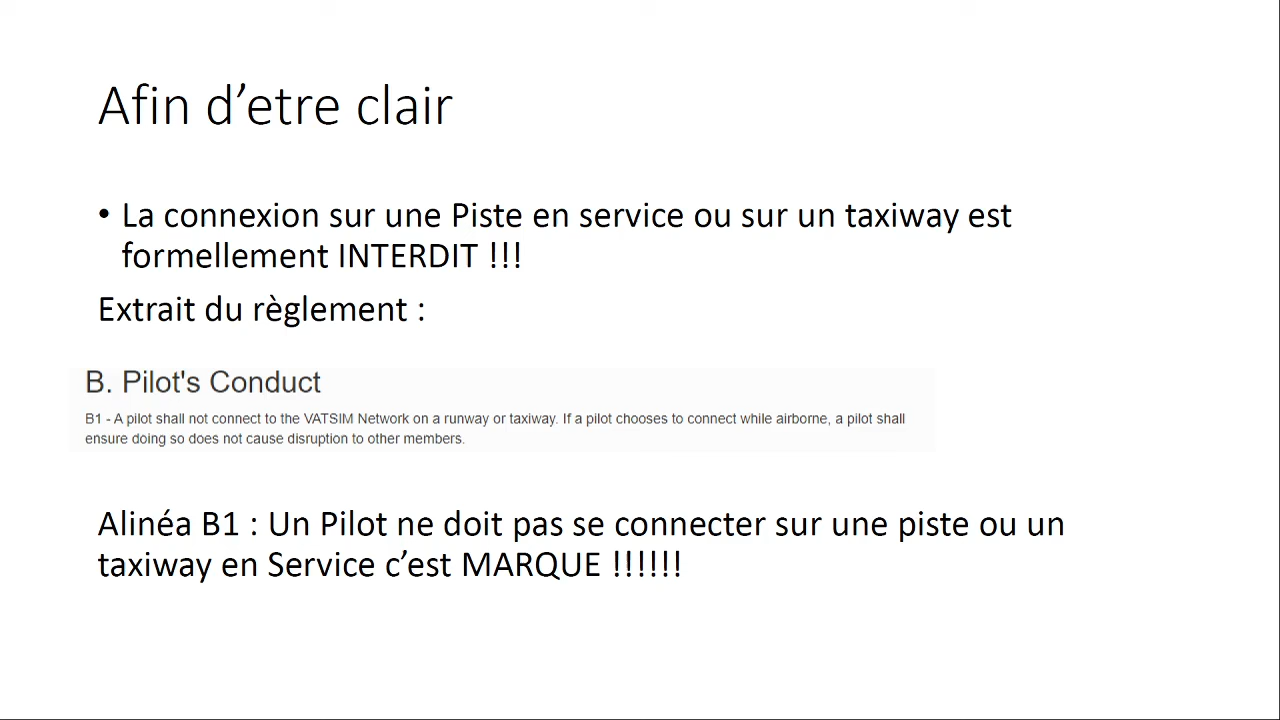 Afin d’etre clair
• La connexion sur une Piste en service ou sur un taxiway est
formellement INTERDIT !!!
Extrait du règlement :
B. Pilot's Conduct
B1 - A pilot shall not connect to the VATSIM Network on a runway or taxiway. If a pilot chooses to connect while airborne, a pilot shall
ensure doing so does not cause disruption to other members.
Alinéa B1 : Un Pilot ne doit pas se connecter sur une piste ou un
taxiway en Service c’est MARQUE !!!!!!